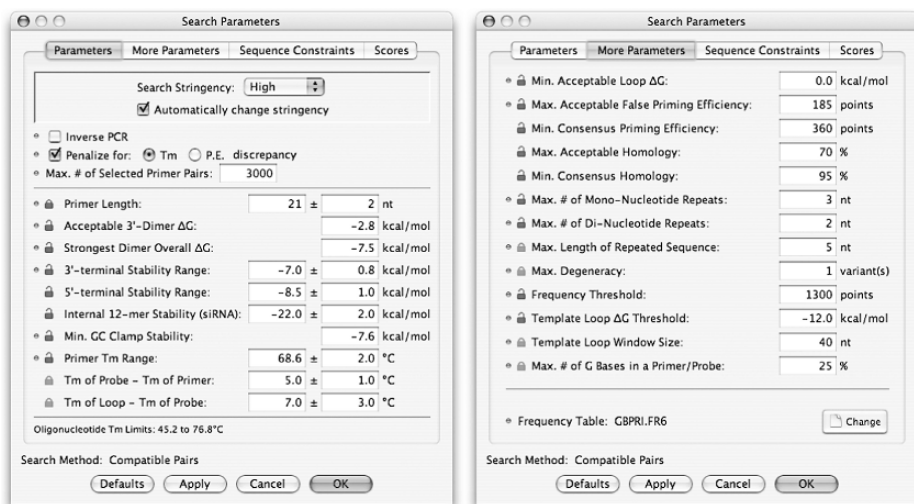 Search Parameters
Parameters More Parameters Sequence Constraints Scores
Search Stringency: High
Automatically change stringency
Inverse PCR
Penalize for: Tm P.E. discrepancy
Max. # of Selected Primer Pairs: 3000
Primer Length: 21 ± 2 nt
Acceptable 3'-Dimer ΔG: -2.8 kcal/mol
Strongest Dimer Overall ΔG: -7.5 kcal/mol
3'-terminal Stability Range: -7.0 ± 0.8 kcal/mol
5'-terminal Stability Range: -8.5 ± 1.0 kcal/mol
Internal 12-mer Stability (siRNA): -22.0 ± 2.0 kcal/mol
Min. GC Clamp Stability: -7.6 kcal/mol
Primer Tm Range: 68.6 ± 2.0 °C
Tm of Probe - Tm of Primer: 5.0 ± 1.0 °C
Tm of Loop - Tm of Probe: 7.0 ± 3.0 °C
Oligonucleotide Tm Limits: 45.2 to 76.8°C
Search Method: Compatible Pairs
Defaults Apply Cancel OK
Search Parameters
Parameters More Parameters Sequence Constraints Scores
Min. Acceptable Loop ΔG: 0.0 kcal/mol
Max. Acceptable False Priming Efficiency: 185 points
Min. Consensus Priming Efficiency: 360 points
Max. Acceptable Homology: 70 %
Min. Consensus Homology: 95 %
Max. # of Mono-Nucleotide Repeats: 3 nt
Max. # of Di-Nucleotide Repeats: 2 nt
Max. Length of Repeated Sequence: 5 nt
Max. Degeneracy: 1 variant(s)
Frequency Threshold: 1300 points
Template Loop ΔG Threshold: -12.0 kcal/mol
Template Loop Window Size: 40 nt
Max. # of G Bases in a Primer/Probe: 25 %
Frequency Table: GBPRI.FR6 Change
Search Method: Compatible Pairs
Defaults Apply Cancel OK